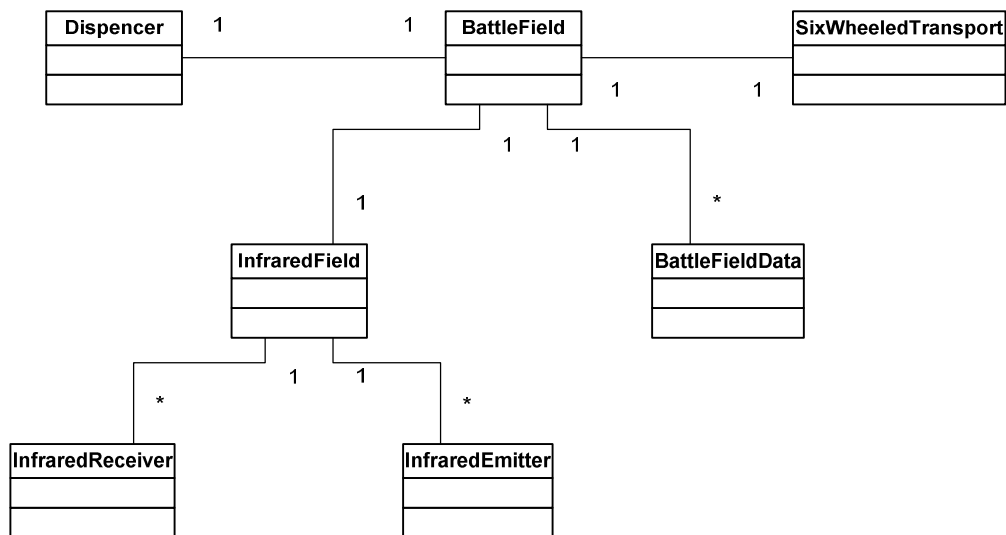 Dispencer
1
1
BattleField
SixWheeledTransport
1
1
1
1
1
*
InfraredField
BattleFieldData
1
1
*
*
InfraredReceiver
InfraredEmitter